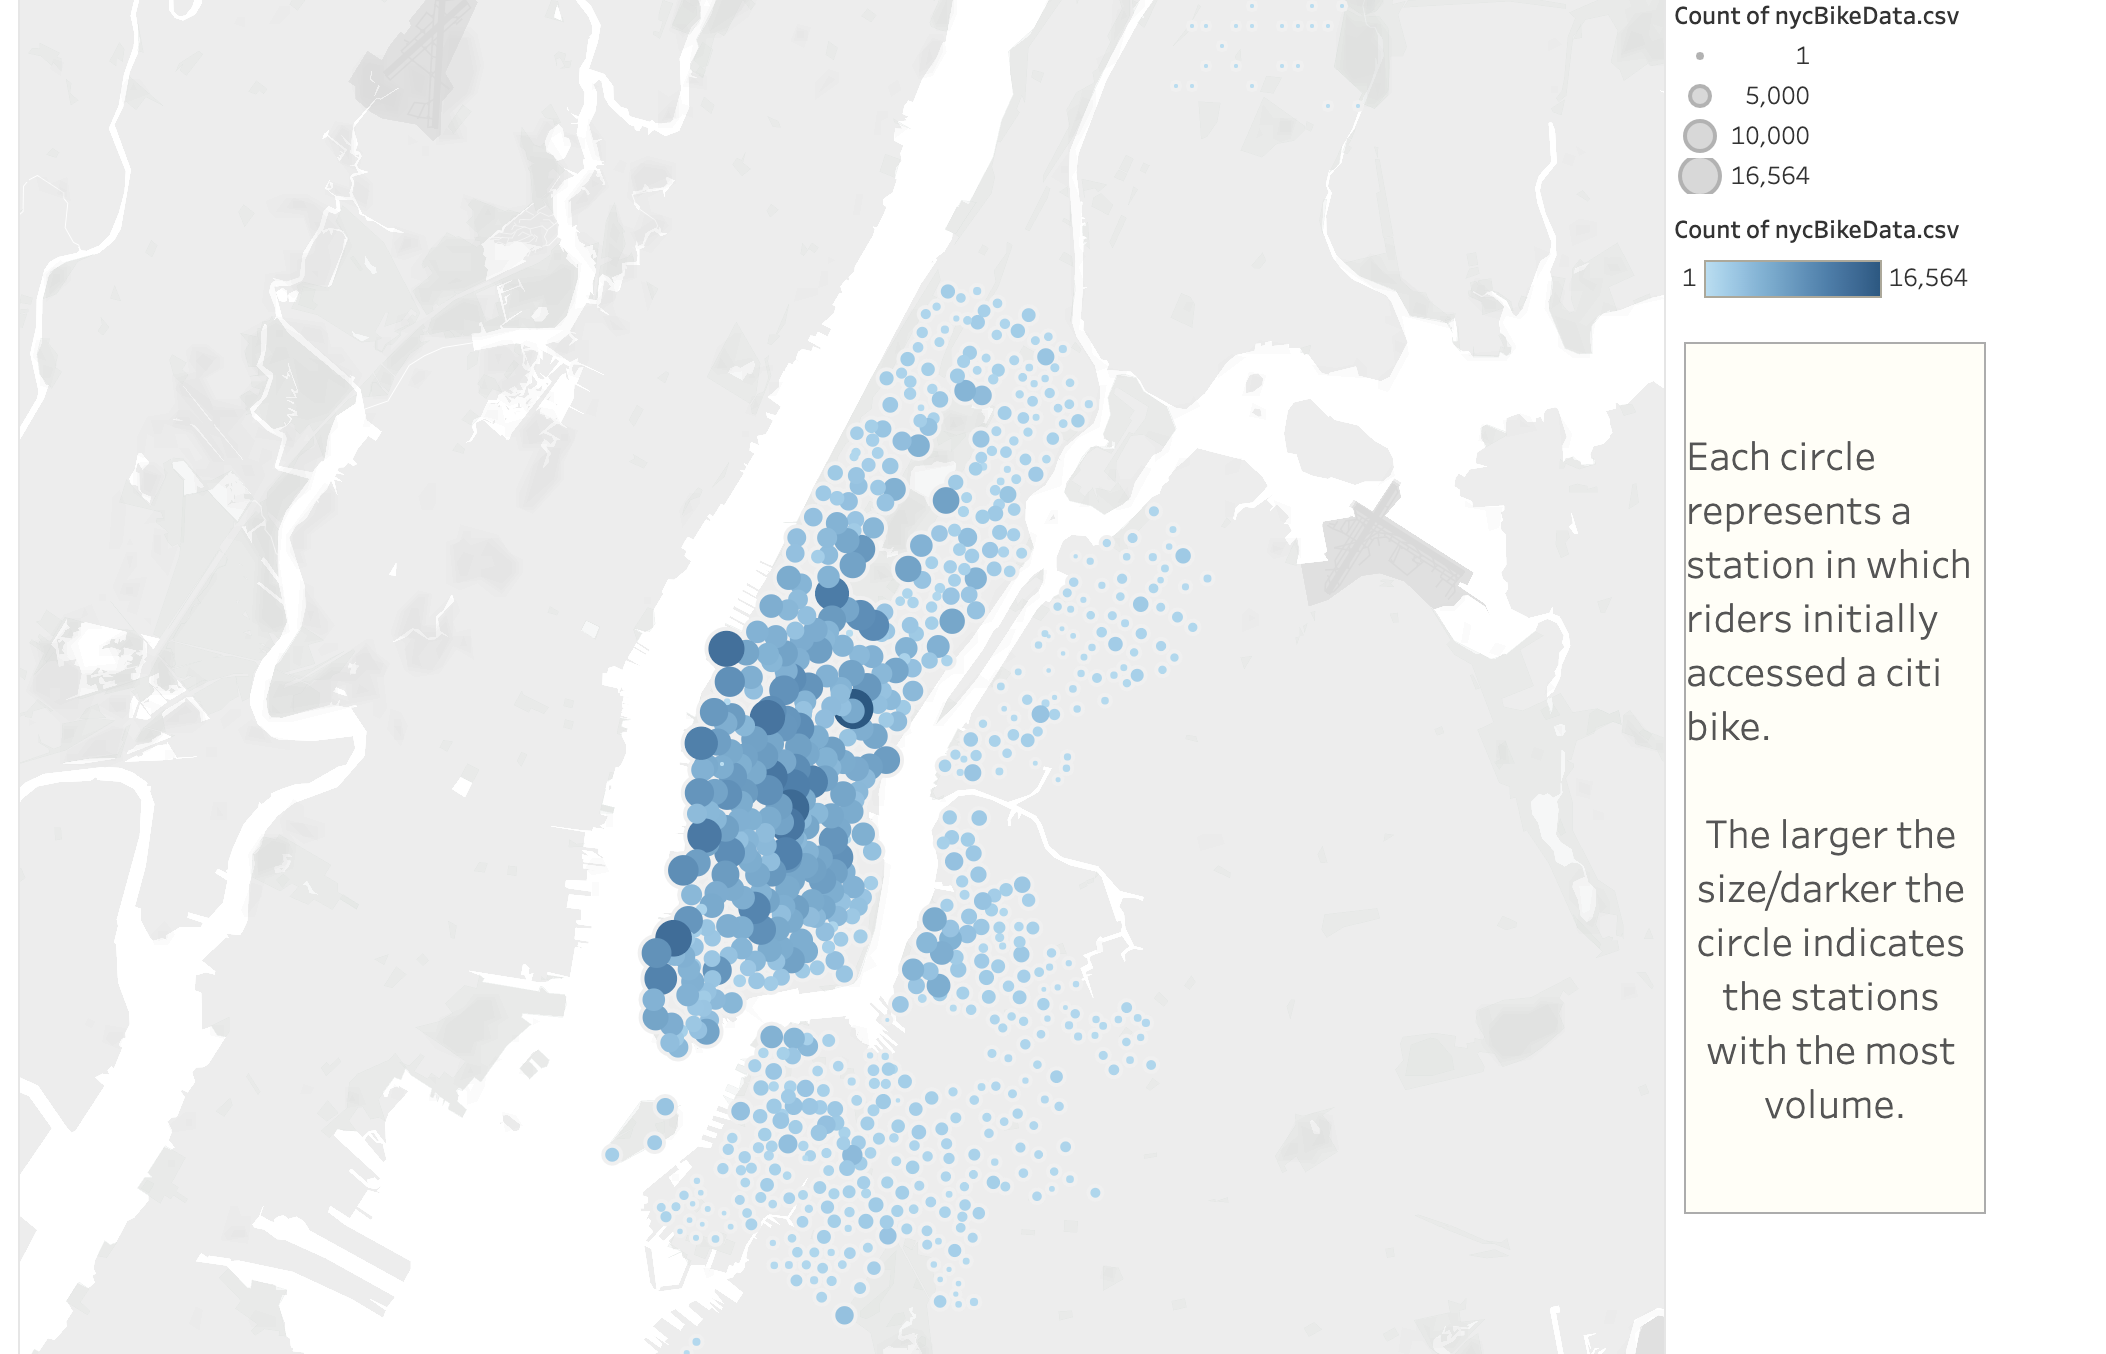 Count of nycBikeData.csv
1
5,000
10,000
16,564
Count of nycBikeData.csv
1 16,564
Each circle
represents a
station in which
riders initially
accessed a citi
bike.
The larger the
size/darker the
circle indicates
the stations
with the most
volume.